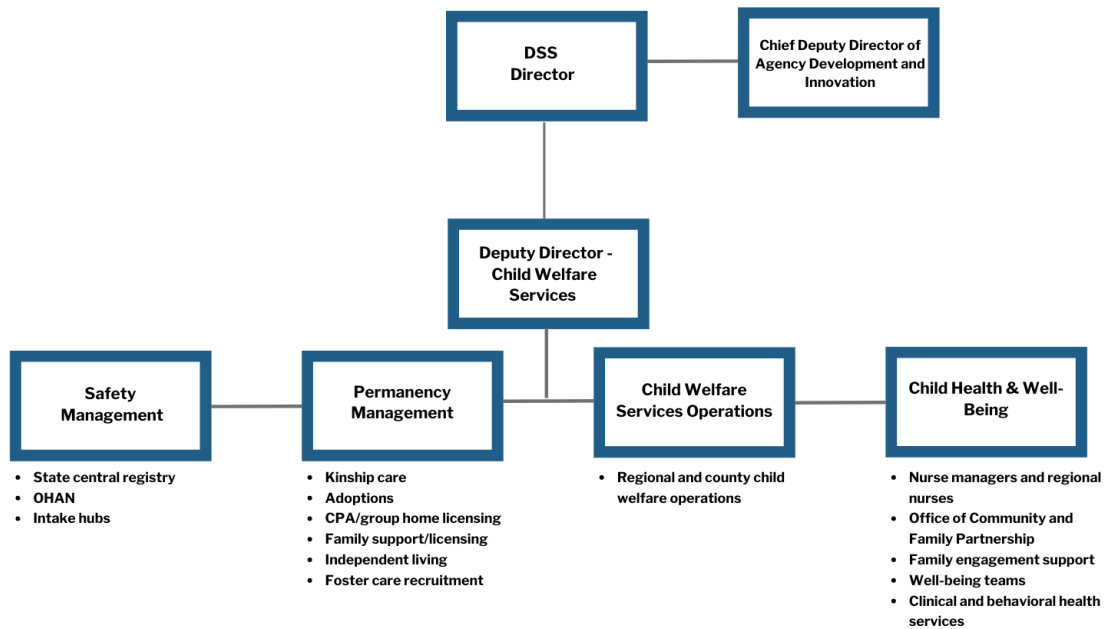 DSS
Director
Chief Deputy Director of
Agency Development and
Innovation
Deputy Director -
Child Welfare
Services
Safety
Management
• State central registry
• OHAN
• Intake hubs
Permanency
Management
• Kinship care
• Adoptions
• CPA/group home licensing
• Family support/licensing
• Independent living
• Foster care recruitment
Child Welfare
Services Operations
• Regional and county child
welfare operations
Child Health & Well-
Being
• Nurse managers and regional
nurses
• Office of Community and
Family Partnership
• Family engagement support
• Well-being teams
• Clinical and behavioral health
services